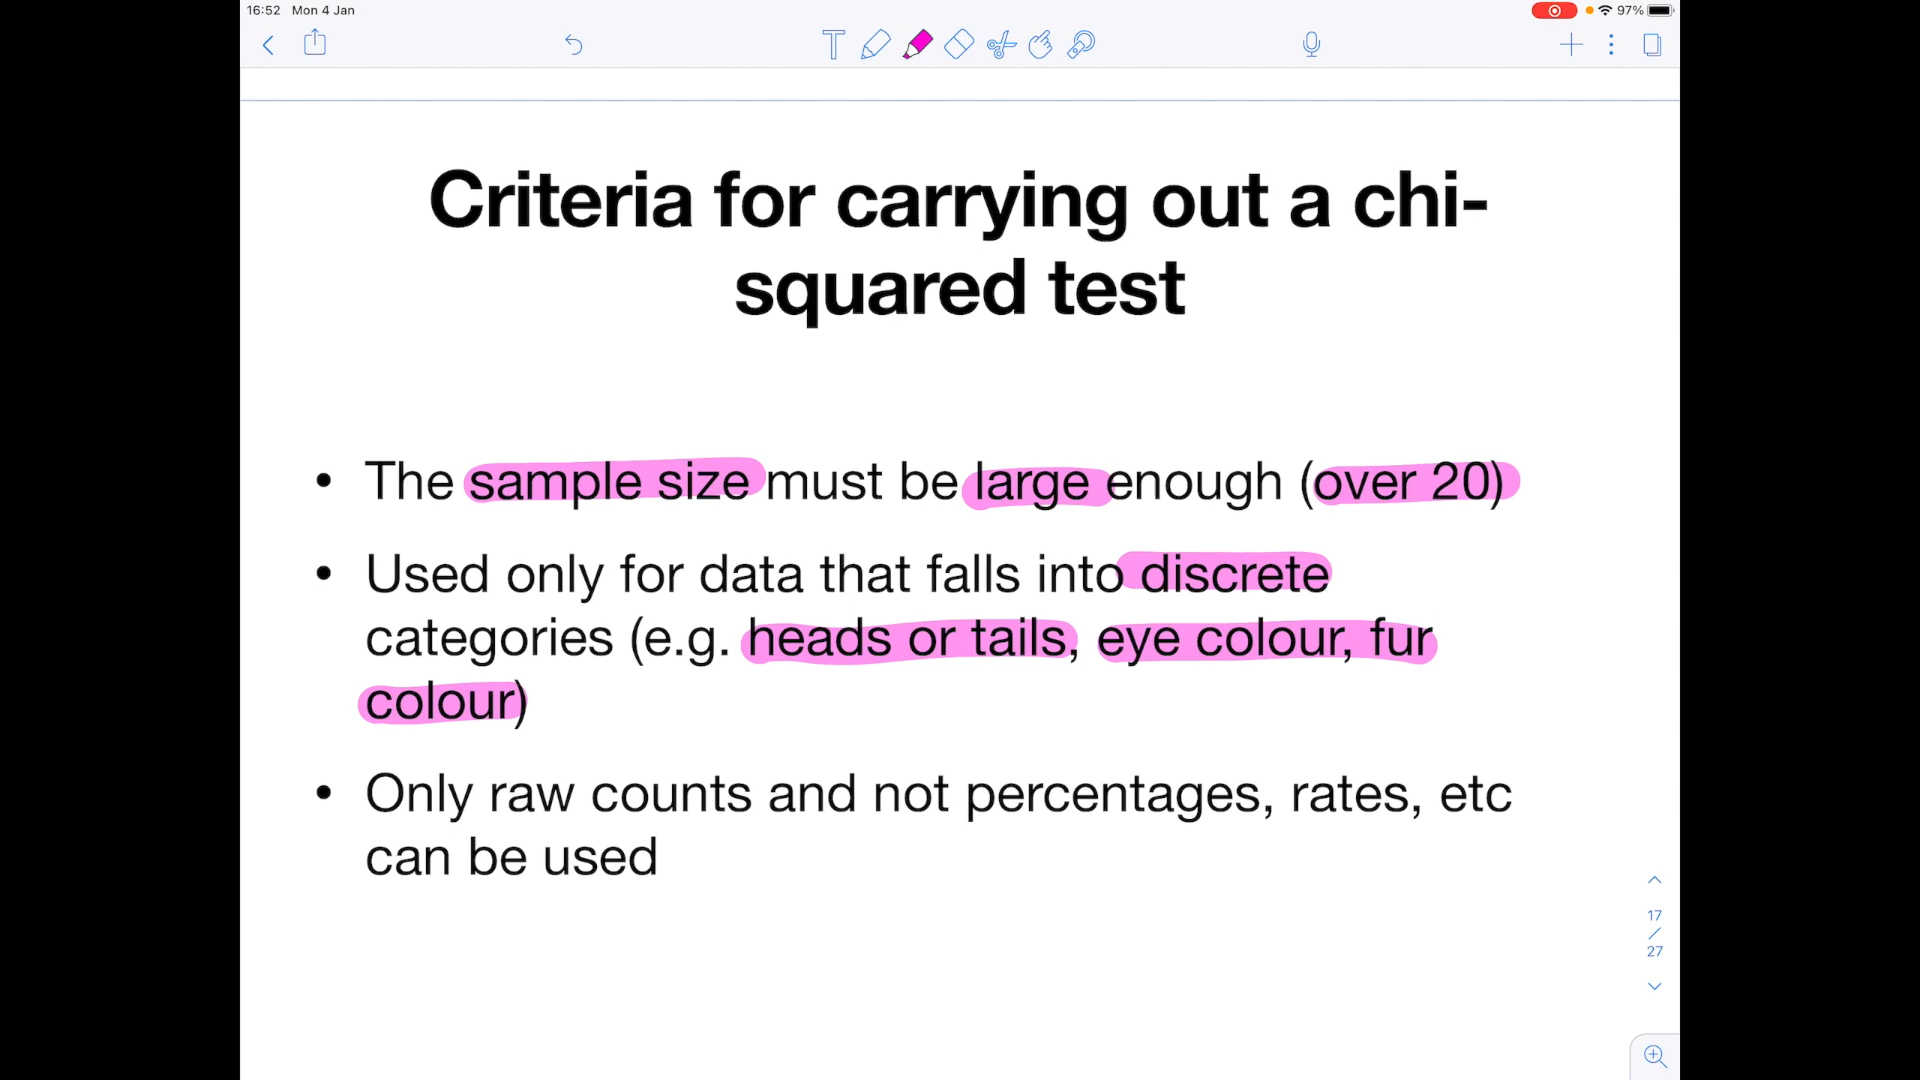 16:52 Mon 4 Jan
97%
Criteria for carrying out a chi-
squared test
• The sample size must be large enough (over 20)
• Used only for data that falls into discrete
categories (e.g. heads or tails, eye colour, fur
colour)
• Only raw counts and not percentages, rates, etc
can be used
17
/
27